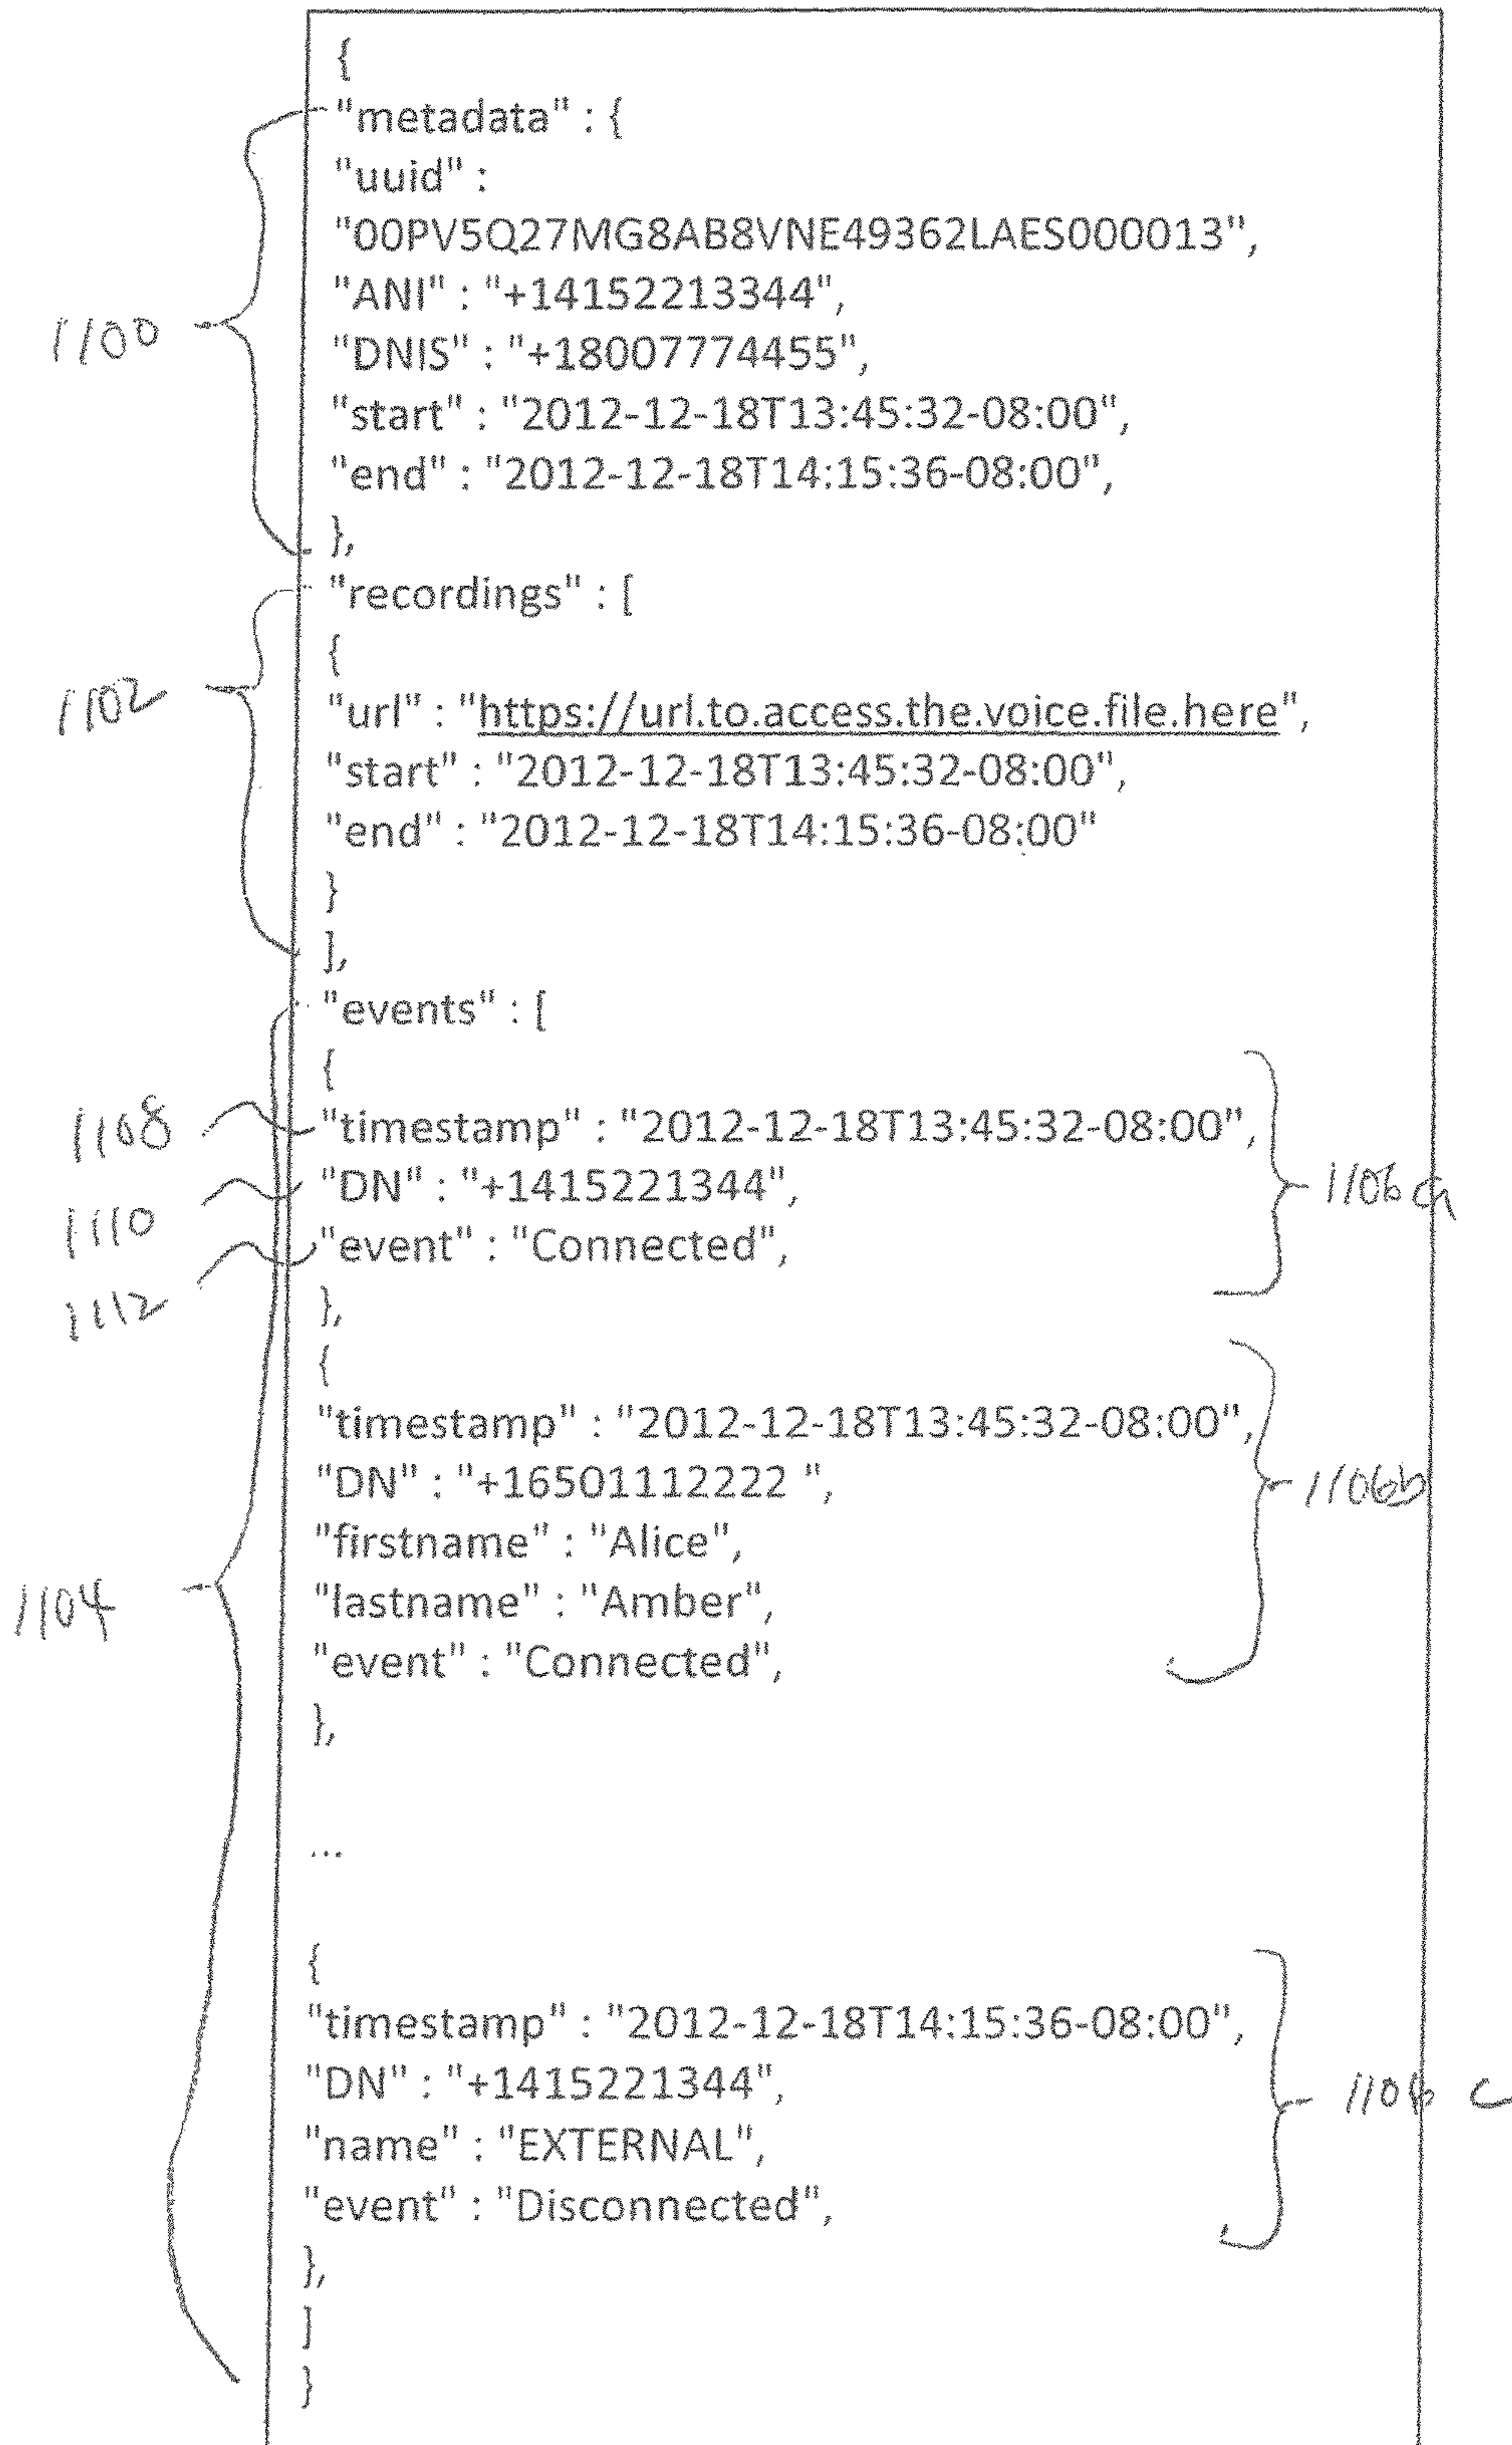 {
"metadata" : {
"uuid" :
"00PV5Q27MG8AB8VNE49362LAES000013",
"ANI" : "+14152213344",
1100
"DNIS" : "+18007774455",
"start" : "2012-12-18T13:45:32-08:00",
"end" : "2012-12-18T14:15:36-08:00",
},
"recordings" : [
{
1102
"url" : "https://url.to.access.the.voice.file.here",
"start" : "2012-12-18T13:45:32-08:00",
"end" : "2012-12-18T14:15:36-08:00"
}
],
"events" : [
{
1108
"timestamp" : "2012-12-18T13:45:32-08:00",
1110
"DN" : "+1415221344",
1106a
1112
"event" : "Connected",
},
{
"timestamp" : "2012-12-18T13:45:32-08:00",
"DN" : "+16501112222 ",
1106b
"firstname" : "Alice",
1104
"lastname" : "Amber",
"event" : "Connected",
},
...
{
"timestamp" : "2012-12-18T14:15:36-08:00",
"DN" : "+1415221344",
1106 c
"name" : "EXTERNAL",
"event" : "Disconnected",
},
]
}